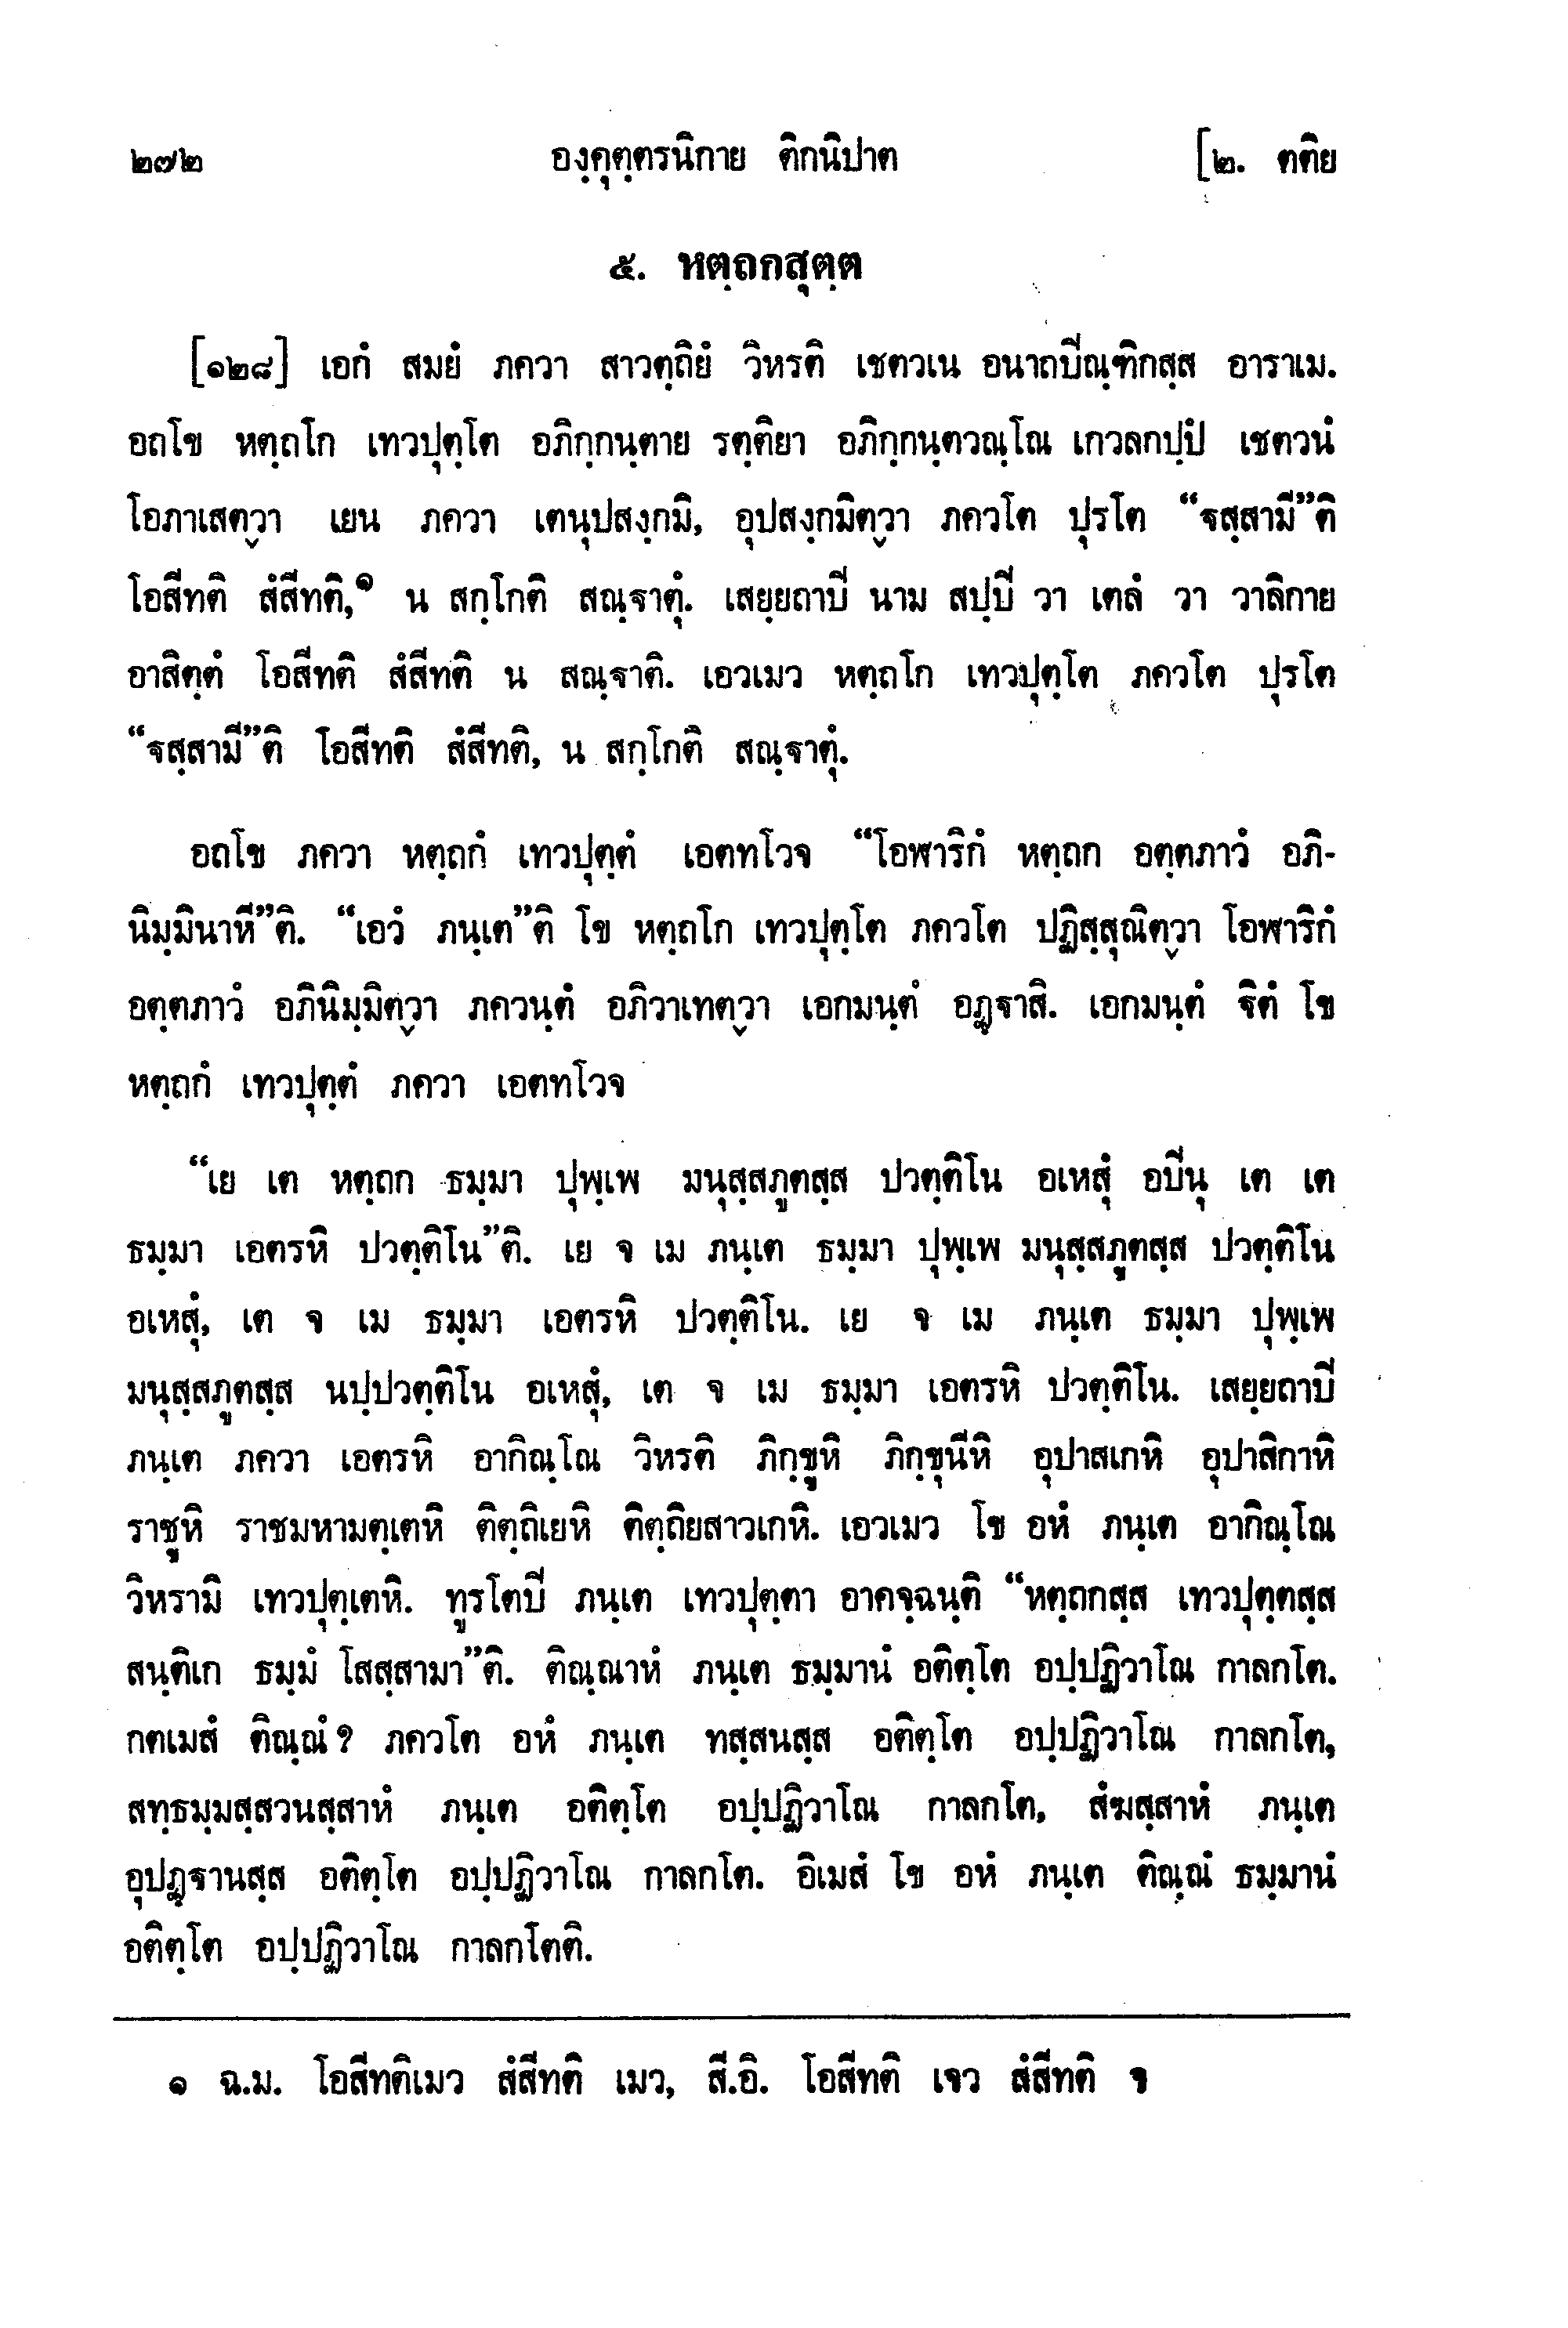 ๒๗๒ องฺคุตฺตรนิกาย ติกนิปาต [๒. ตติย
๕. หตฺถกสุตฺต
[๑๒๘] เอกํ สมยํ ภควา สาวตฺถิยํ วิหรติ เชตวเน อนาถปิณฺฑิกสฺส อาราเม.
อถโข หตฺถโก เทวปุตฺโต อภิกฺกนฺตาย รตฺติยา อภิกฺกนฺตวณฺโณ เกวลกปฺปํ เชตวนํ
โอภาเสตฺวา เยน ภควา เตนุปสงฺกมิ, อุปสงฺกมิตฺวา ภควโต ปุรโต “ฐสฺสามี”ติ
โอสีทติ สํสีทติ,๑ น สกฺโกติ สณฺฐาตุํ. เสยฺยถาปิ นาม สปฺปิ วา เตลํ วา วาลิกาย
อาสิตฺตํ โอสีทติ สํสีทติ น สณฺฐาติ. เอวเมว หตฺถโก เทวปุตฺโต ภควโต ปุรโต
“ฐสฺสามี”ติ โอสีทติ สํสีทติ, น สกฺโกติ สณฺฐาตุํ.
อถโข ภควา หตฺถกํ เทวปุตฺตํ เอตทโวจ “โอฬาริกํ หตฺถก อตฺตภาวํ อภิ-
นิมฺมินาหี”ติ. “เอวํ ภนฺเต”ติ โข หตฺถโก เทวปุตฺโต ภควโต ปฏิสฺสุณิตฺวา โอฬาริกํ
อตฺตภาวํ อภินิมฺมิตฺวา ภควนฺตํ อภิวาเทตฺวา เอกมนฺตํ อฏฺฐาสิ. เอกมนฺตํ ฐิตํ โข
หตฺถกํ เทวปุตฺตํ ภควา เอตทโวจ
“เย เต หตฺถก ธมฺมา ปุพฺเพ มนุสฺสภูตสฺส ปวตฺติโน อเหสุํ อปินุ เต เต
ธมฺมา เอตรหิ ปวตฺติโน”ติ. เย จ เม ภนฺเต ธมฺมา ปุพฺเพ มนุสฺสภูตสฺส ปวตฺติโน
อเหสุํ, เต จ เม ธมฺมา เอตรหิ ปวตฺติโน. เย จ เม ภนฺเต ธมฺมา ปุพฺเพ
มนุสฺสภูตสฺส นปฺปวตฺติโน อเหสุํ, เต จ เม ธมฺมา เอตรหิ ปวตฺติโน. เสยฺยถาปิ
ภนฺเต ภควา เอตรหิ อากิณฺโณ วิหรติ ภิกฺขูหิ ภิกฺขุนีหิ อุปาสเกหิ อุปาสิกาหิ
ราชูหิ ราชมหามตฺเตหิ ติตฺถิเยหิ ติตฺถิยสาวเกหิ. เอวเมว โข อหํ ภนฺเต อากิณฺโณ
วิหรามิ เทวปุตฺเตหิ. ทูรโตปิ ภนฺเต เทวปุตฺตา อาคจฺฉนฺติ “หตฺถกสฺส เทวปุตฺตสฺส
สนฺติเก ธมฺมํ โสสฺสามา”ติ. ติณฺณาหํ ภนฺเต ธมฺมานํ อติตฺโต อปฺปฏิวาโณ กาลกโต.
กตเมสํ ติณฺณํ? ภควโต อหํ ภนฺเต ทสฺสนสฺส อติตฺโต อปฺปฏิวาโณ กาลกโต,
สทฺธมฺมสฺสวนสฺสาหํ ภนฺเต อติตฺโต อปฺปฏิวาโณ กาลกโต, สํฆสฺสาหํ ภนฺเต
อุปฏฺฐานสฺส อติตฺโต อปฺปฏิวาโณ กาลกโต. อิเมสํ โข อหํ ภนฺเต ติณฺณํ ธมฺมานํ
อติตฺโต อปฺปฏิวาโณ กาลกโตติ.
๑ ฉ.ม. โอสีทติเมว สํสีทติ เมว, สี.อิ. โอสีทติ เจว สํสีทติ จ